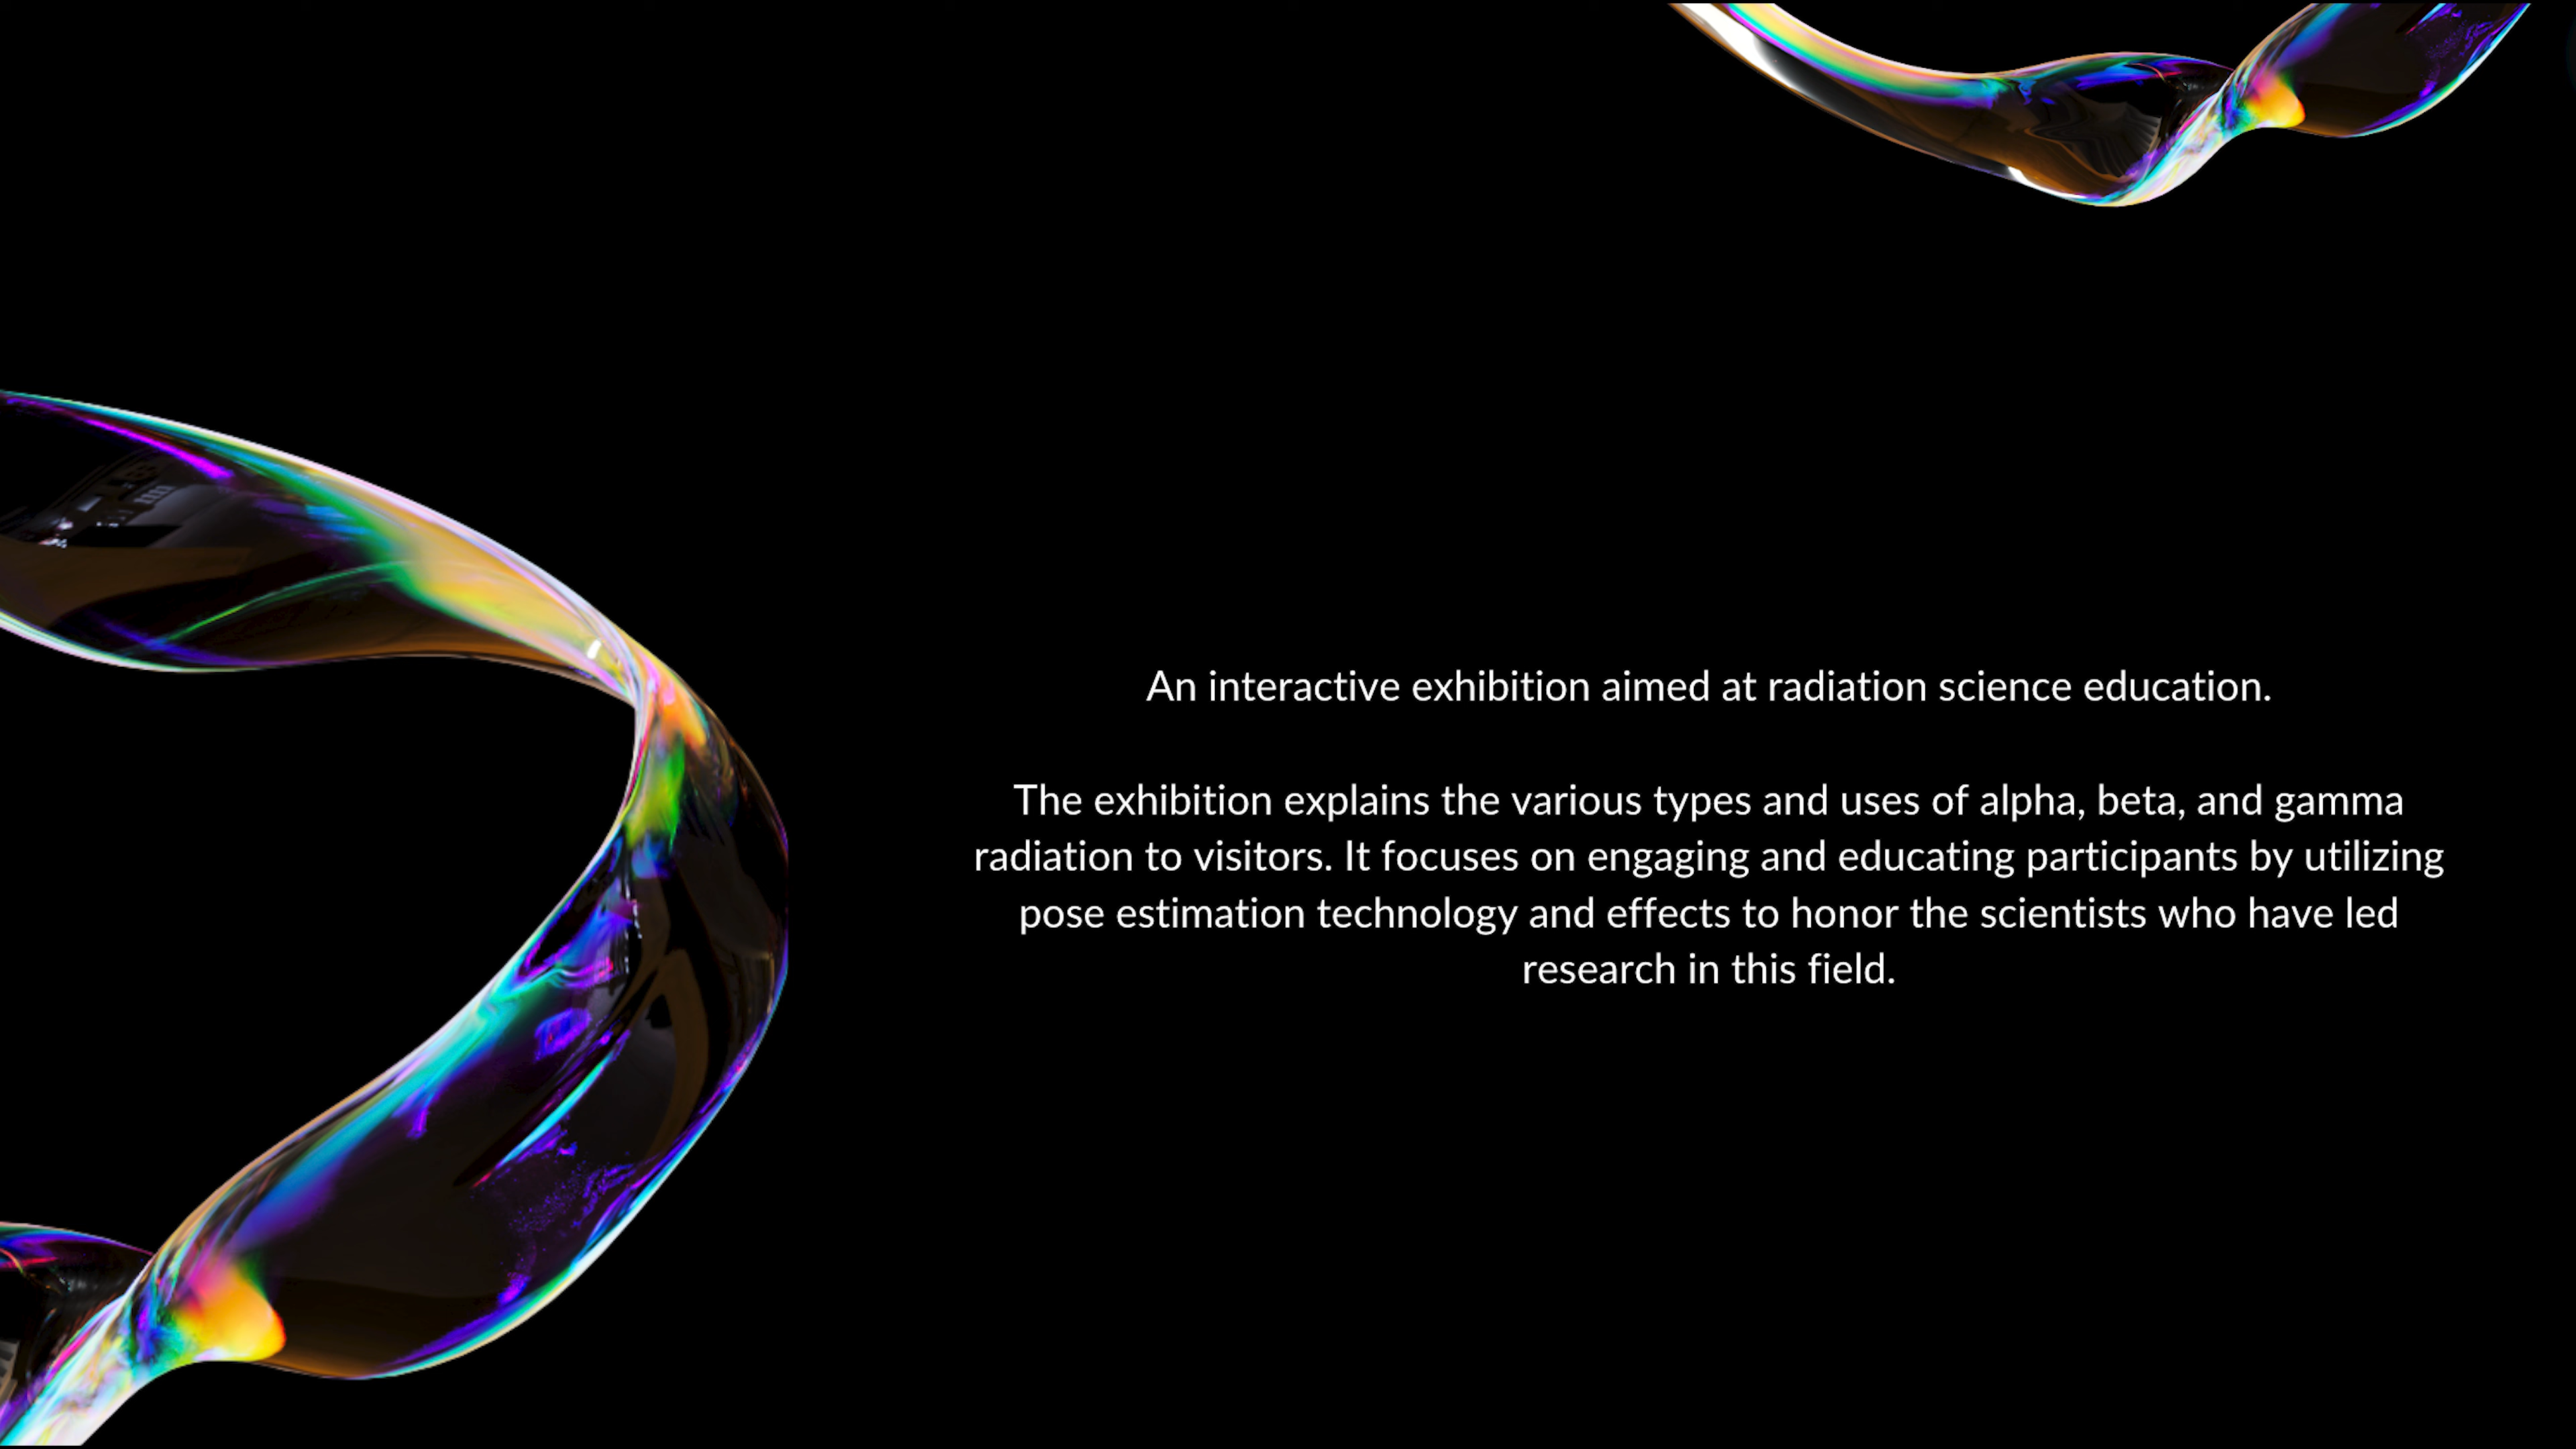 An interactive exhibition aimed at radiation science education.
The exhibition explains the various types and uses of alpha, beta, and gamma
radiation to visitors. It focuses on engaging and educating participants by utilizing
pose estimation technology and effects to honor the scientists who have led
research in this field.